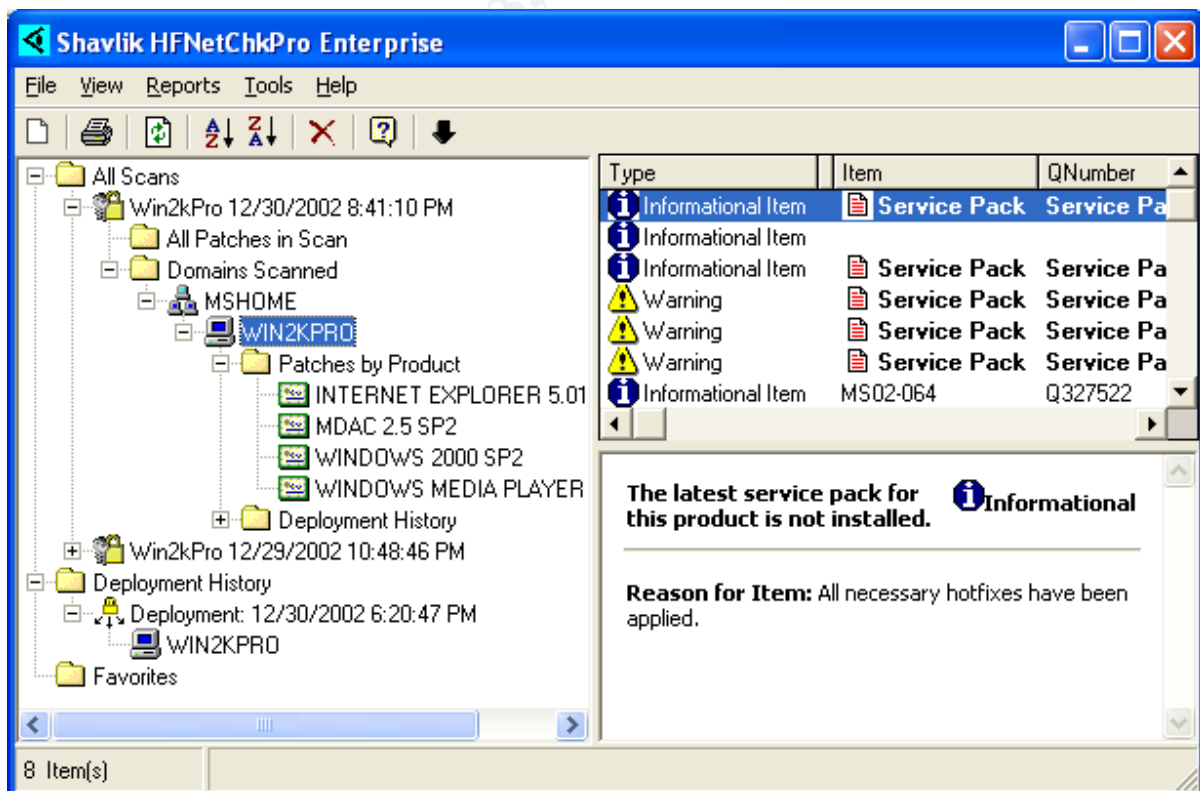 Shavlik HFNetChkPro Enterprise
File View Reports Tools Help
All Scans
Win2kPro 12/30/2002 8:41:10 PM
All Patches in Scan
Domains Scanned
MSHOME
WIN2KPRO
Patches by Product
INTERNET EXPLORER 5.01
MDAC 2.5 SP2
WINDOWS 2000 SP2
WINDOWS MEDIA PLAYER
Deployment History
Win2kPro 12/29/2002 10:48:46 PM
Deployment History
Deployment: 12/30/2002 6:20:47 PM
WIN2KPRO
Favorites
Type Item QNumber
Informational Item Service Pack Service Pa
Informational Item
Informational Item Service Pack Service Pa
Warning Service Pack Service Pa
Warning Service Pack Service Pa
Warning Service Pack Service Pa
Informational Item MS02-064 Q327522
The latest service pack for
this product is not installed.
Informational
Reason for Item: All necessary hotfixes have been
applied.
8 Item(s)